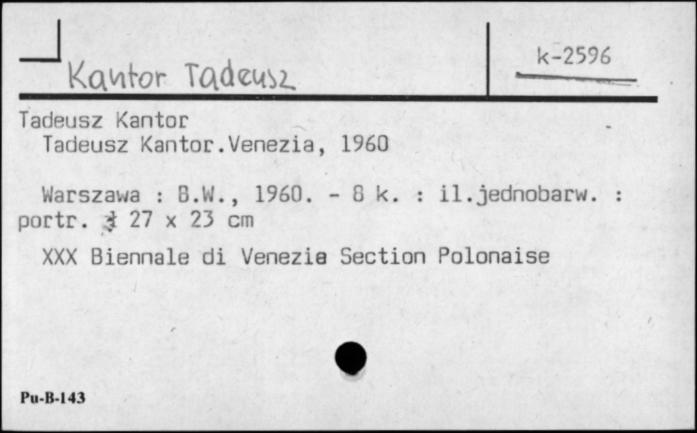 Kantor Tadeusz
k-2596
Tadeusz Kantor
Tadeusz Kantor.Venezia, 1960
Warszawa : B.W., 1960. - 8 k. : il.jednobarw. :
portr. ; 27 x 23 cm
XXX Biennale di Venezia Section Polonaise
Pu-B-143